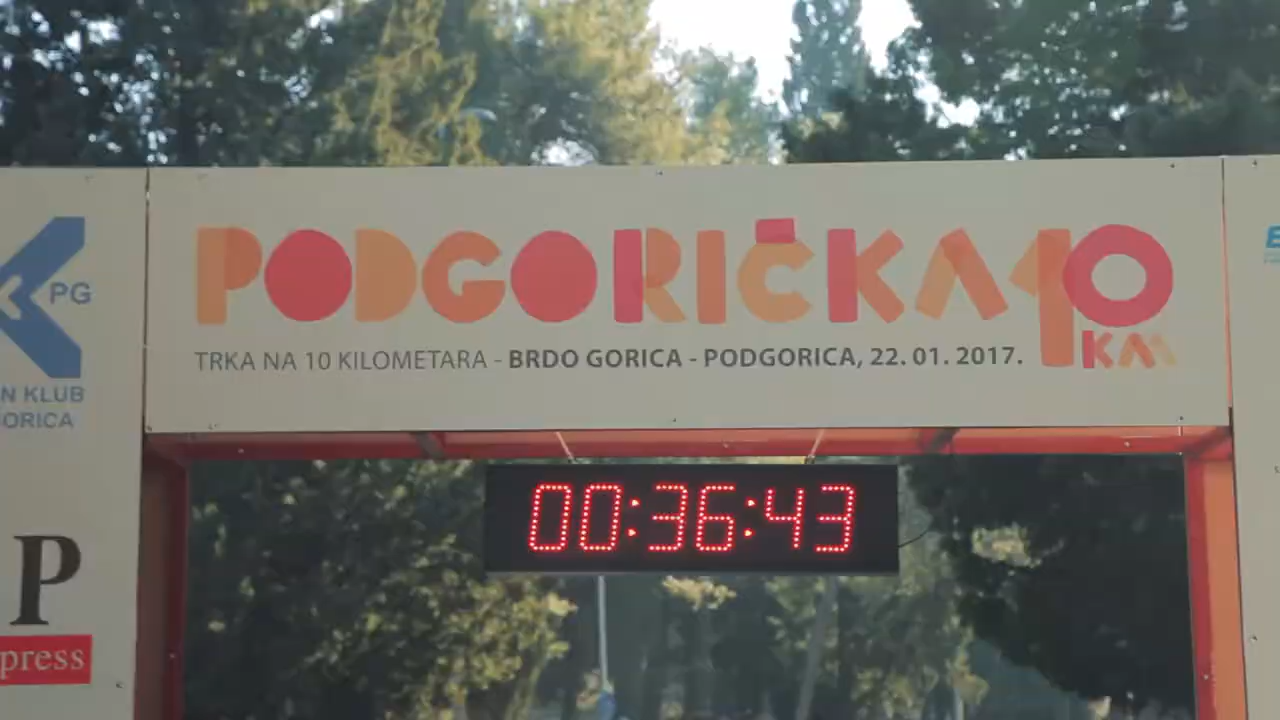 PODGORIČKA 10
KM
TRKA NA 10 KILOMETARA - BRDO GORICA - PODGORICA, 22. 01. 2017.
PG
N KLUB
ORICA
00:36:43
P
press